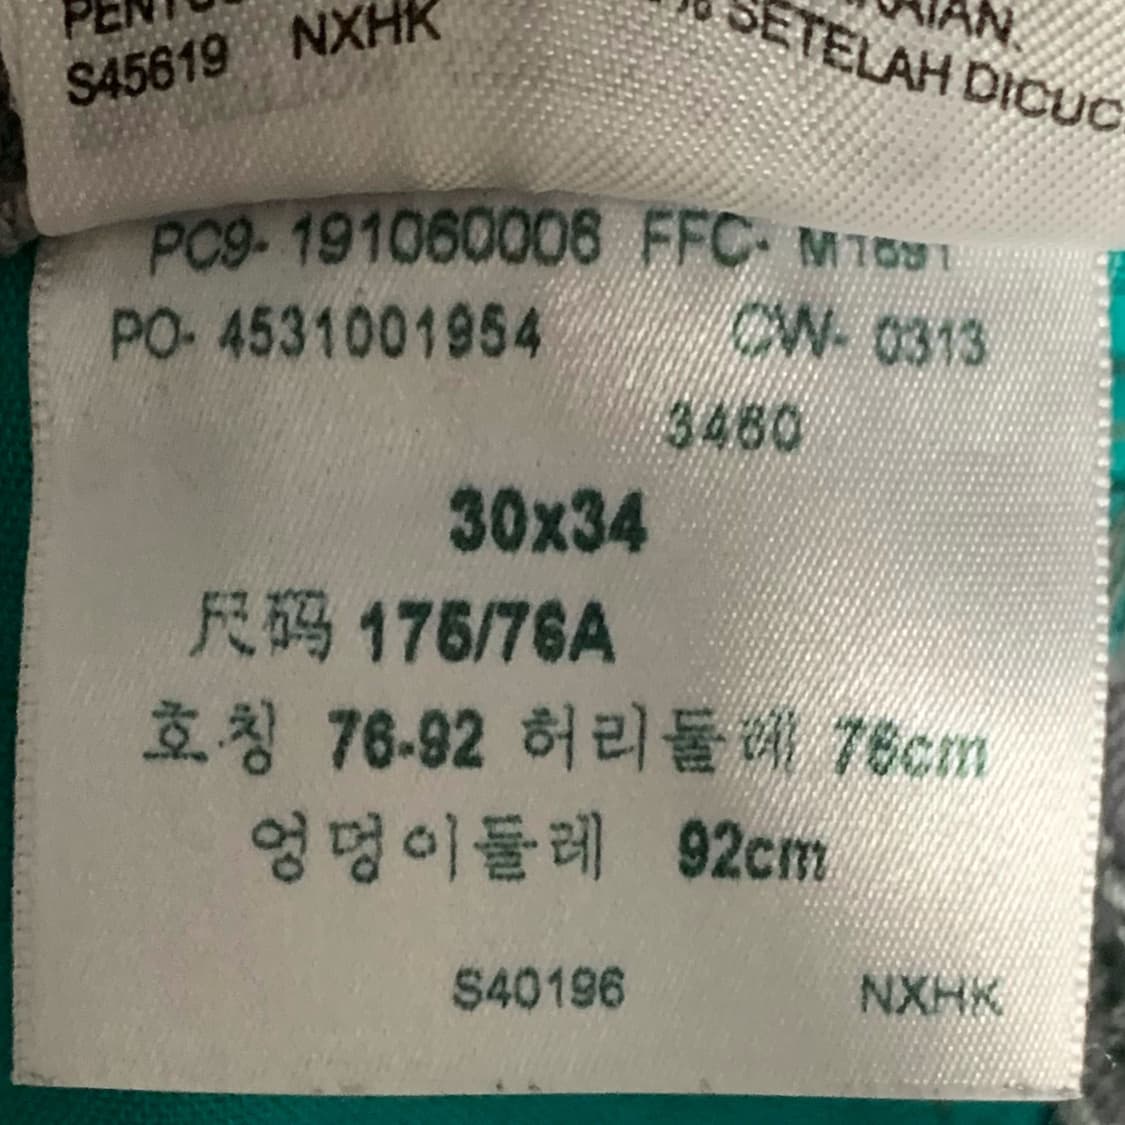 S45619 NXHK
SETELAH DICUC
PC9- 191060006 FFC- M1691
PO- 4531001954 CW- 0313
3460
30x34
尺码 175/76A
호칭 76-92 허리둘레 76cm
엉덩이둘레 92cm
S40196 NXHK